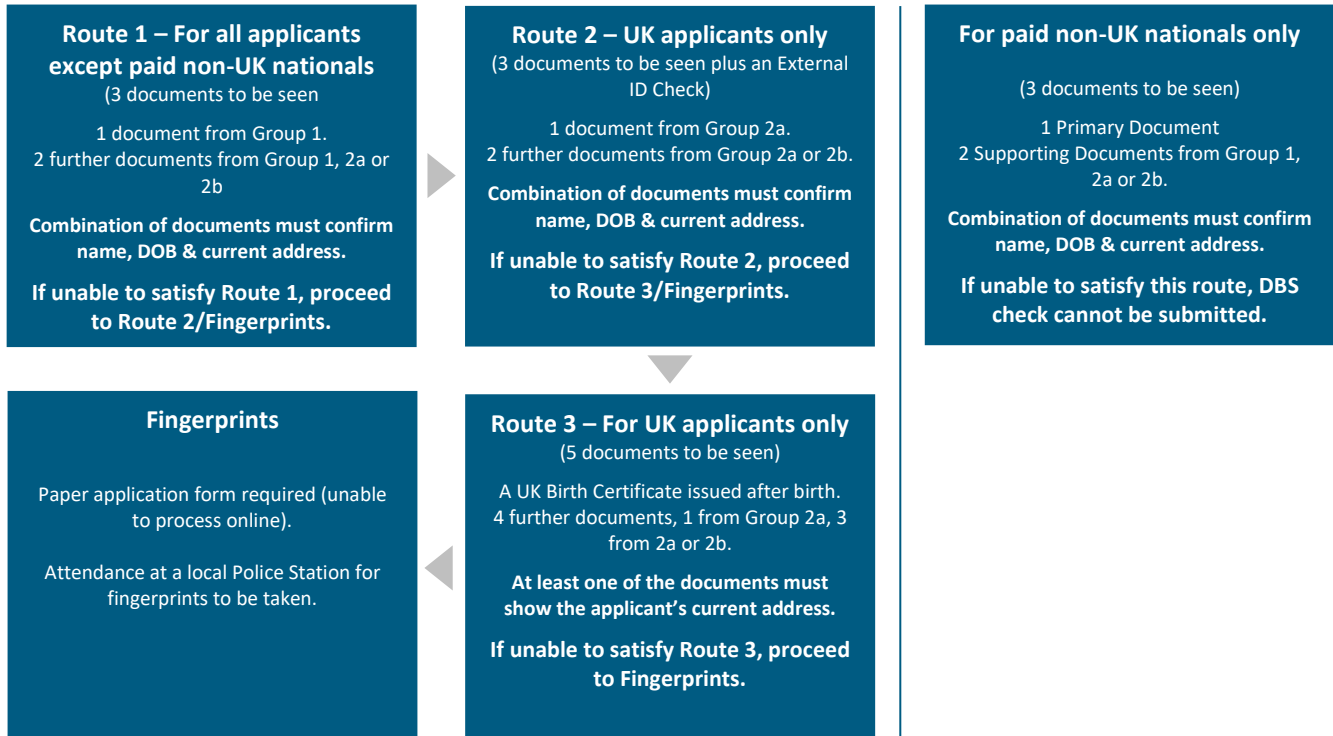 Route 1 – For all applicants
except paid non-UK nationals
(3 documents to be seen
1 document from Group 1.
2 further documents from Group 1, 2a or
2b
Combination of documents must confirm
name, DOB & current address.
If unable to satisfy Route 1, proceed
to Route 2/Fingerprints.
Route 2 – UK applicants only
(3 documents to be seen plus an External
ID Check)
1 document from Group 2a.
2 further documents from Group 2a or 2b.
Combination of documents must confirm
name, DOB & current address.
If unable to satisfy Route 2, proceed
to Route 3/Fingerprints.
For paid non-UK nationals only
(3 documents to be seen)
1 Primary Document
2 Supporting Documents from Group 1,
2a or 2b.
Combination of documents must confirm
name, DOB & current address.
If unable to satisfy this route, DBS
check cannot be submitted.
Fingerprints
Paper application form required (unable
to process online).
Attendance at a local Police Station for
fingerprints to be taken.
Route 3 – For UK applicants only
(5 documents to be seen)
A UK Birth Certificate issued after birth.
4 further documents, 1 from Group 2a, 3
from 2a or 2b.
At least one of the documents must
show the applicant’s current address.
If unable to satisfy Route 3, proceed
to Fingerprints.